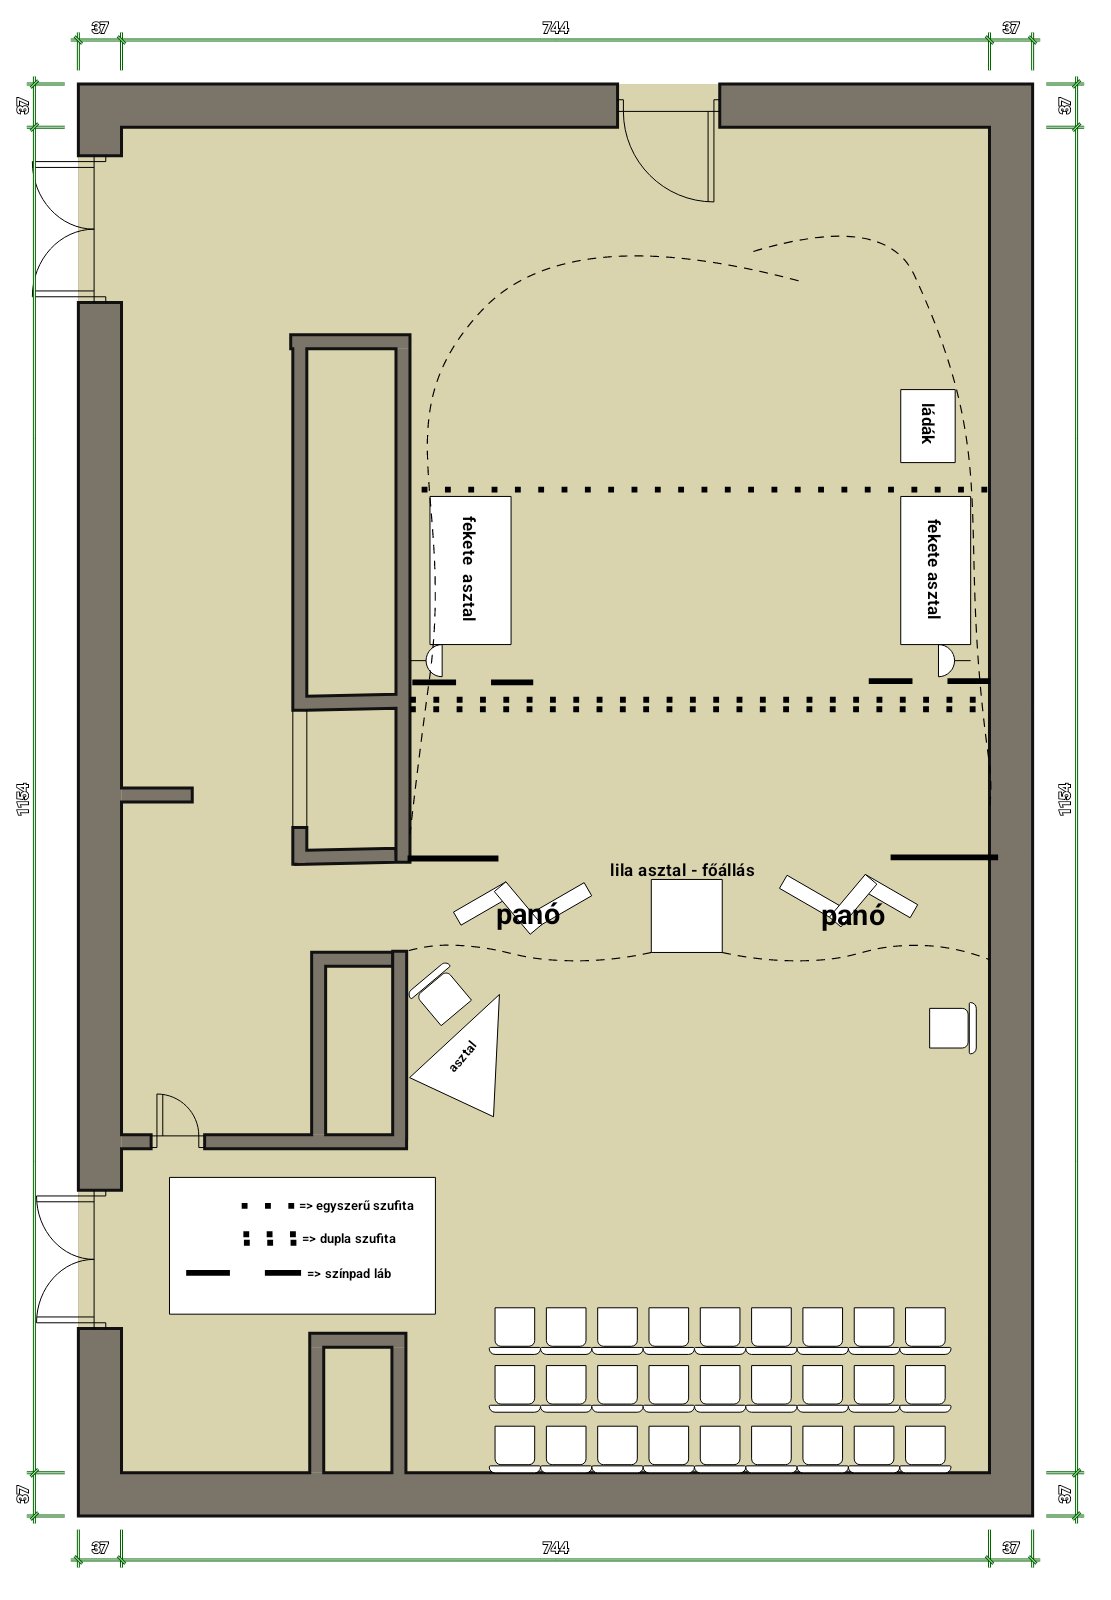 37
744
37
37
37
ládák
fekete asztal
fekete asztal
1154
1154
lila asztal - főállás
panó
panó
asztal
=> egyszerű szufita
=> dupla szufita
=> színpad láb
37
37
37
744
37